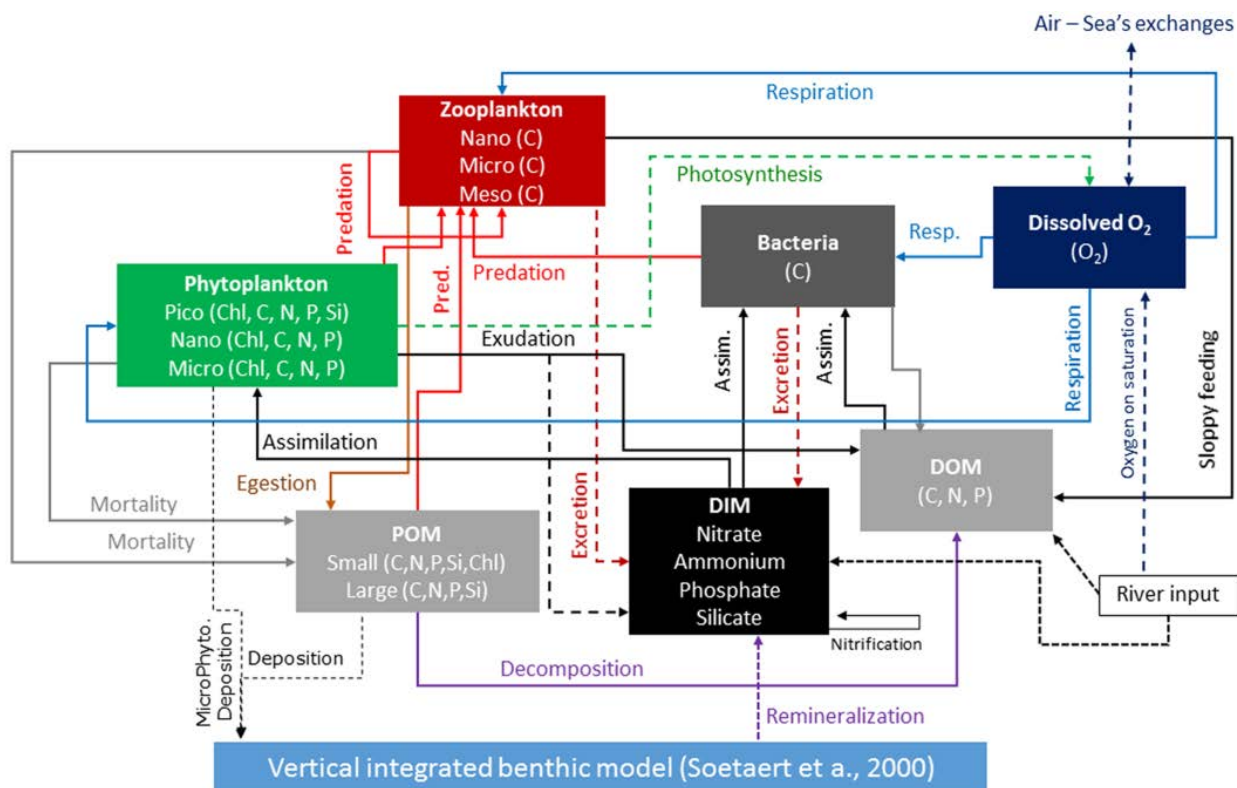 Air – Sea's exchanges
Respiration
Zooplankton
Nano (C)
Micro (C)
Meso (C)
Predation
Photosynthesis
Dissolved O₂
(O₂)
Bacteria
(C)
Resp.
Predation
Pred.
Phytoplankton
Pico (Chl, C, N, P, Si)
Nano (Chl, C, N, P)
Micro (Chl, C, N, P)
Exudation
Assim.
Excretion
Assim.
Respiration
Oxygen on saturation
Sloppy feeding
Assimilation
Egestion
Excretion
DOM
(C, N, P)
Mortality
Mortality
POM
Small (C,N,P,Si,Chl)
Large (C,N,P,Si)
DIM
Nitrate
Ammonium
Phosphate
Silicate
River input
Nitrification
MicroPhyto.
Deposition
Deposition
Decomposition
Remineralization
Vertical integrated benthic model (Soetaert et a., 2000)